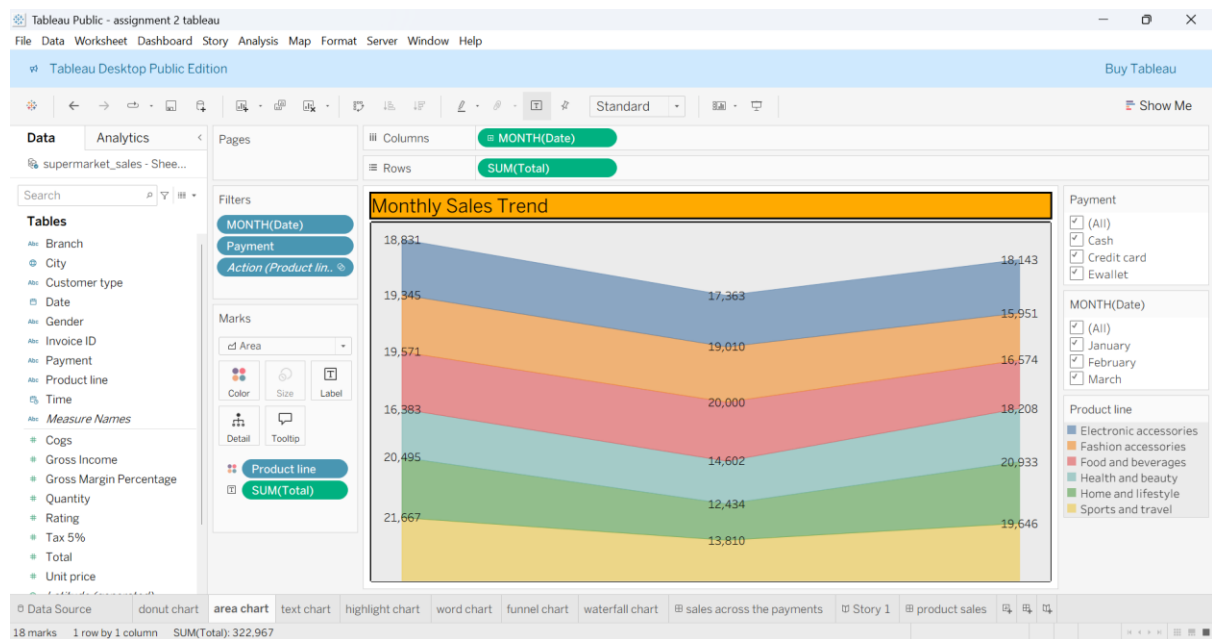 Tableau Public - assignment 2 tableau
File Data Worksheet Dashboard Story Analysis Map Format Server Window Help
Tableau Desktop Public Edition
Buy Tableau
Standard
Show Me
Data
Analytics
supermarket_sales - Shee...
Search
Tables
Abc Branch
City
Abc Customer type
Date
Abc Gender
Abc Invoice ID
Abc Payment
Abc Product line
Time
Abc Measure Names
# Cogs
# Gross Income
# Gross Margin Percentage
# Quantity
# Rating
# Tax 5%
# Total
# Unit price
Pages
Filters
MONTH(Date)
Payment
Action (Product lin..
Marks
Area
Color
Size
Label
Detail
Tooltip
Product line
SUM(Total)
Columns
MONTH(Date)
Rows
SUM(Total)
Monthly Sales Trend
18,831
19,345
19,571
16,383
20,495
21,667
17,363
19,010
20,000
14,602
12,434
13,810
18,143
15,951
16,574
18,208
20,933
19,646
Payment
(All)
Cash
Credit card
Ewallet
MONTH(Date)
(All)
January
February
March
Product line
Electronic accessories
Fashion accessories
Food and beverages
Health and beauty
Home and lifestyle
Sports and travel
Data Source
donut chart
area chart
text chart
highlight chart
word chart
funnel chart
waterfall chart
sales across the payments
Story 1
product sales
18 marks 1 row by 1 column SUM(Total): 322,967